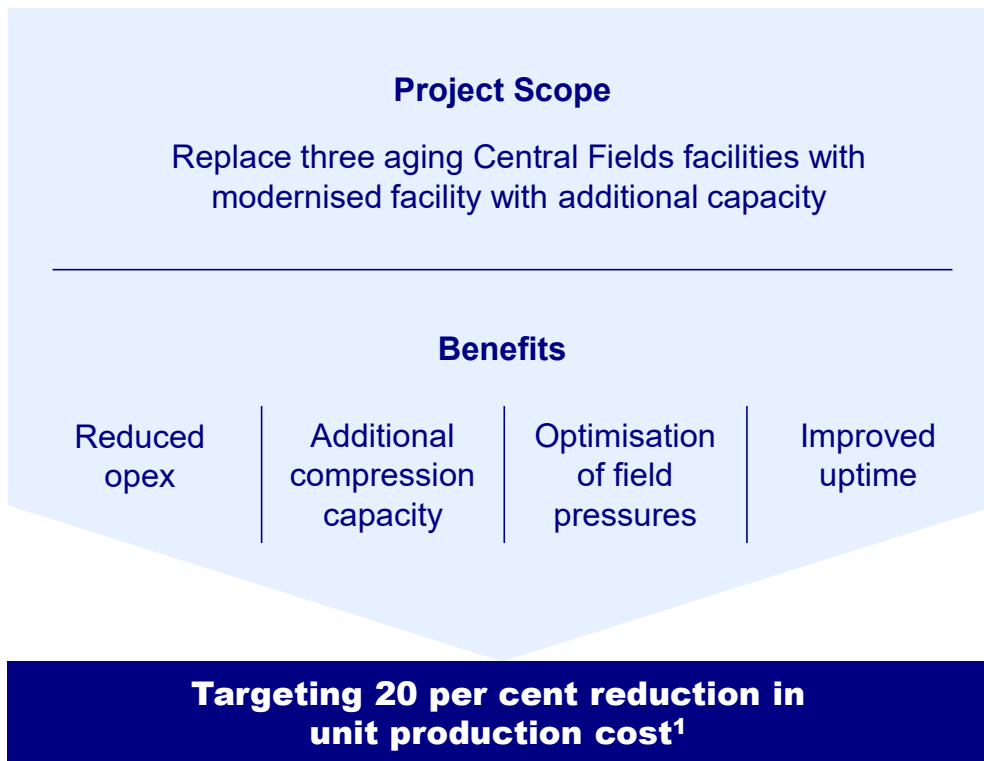 Project Scope
Replace three aging Central Fields facilities with
modernised facility with additional capacity
Benefits
Reduced
opex
Additional
compression
capacity
Optimisation
of field
pressures
Improved
uptime
Targeting 20 per cent reduction in
unit production cost¹